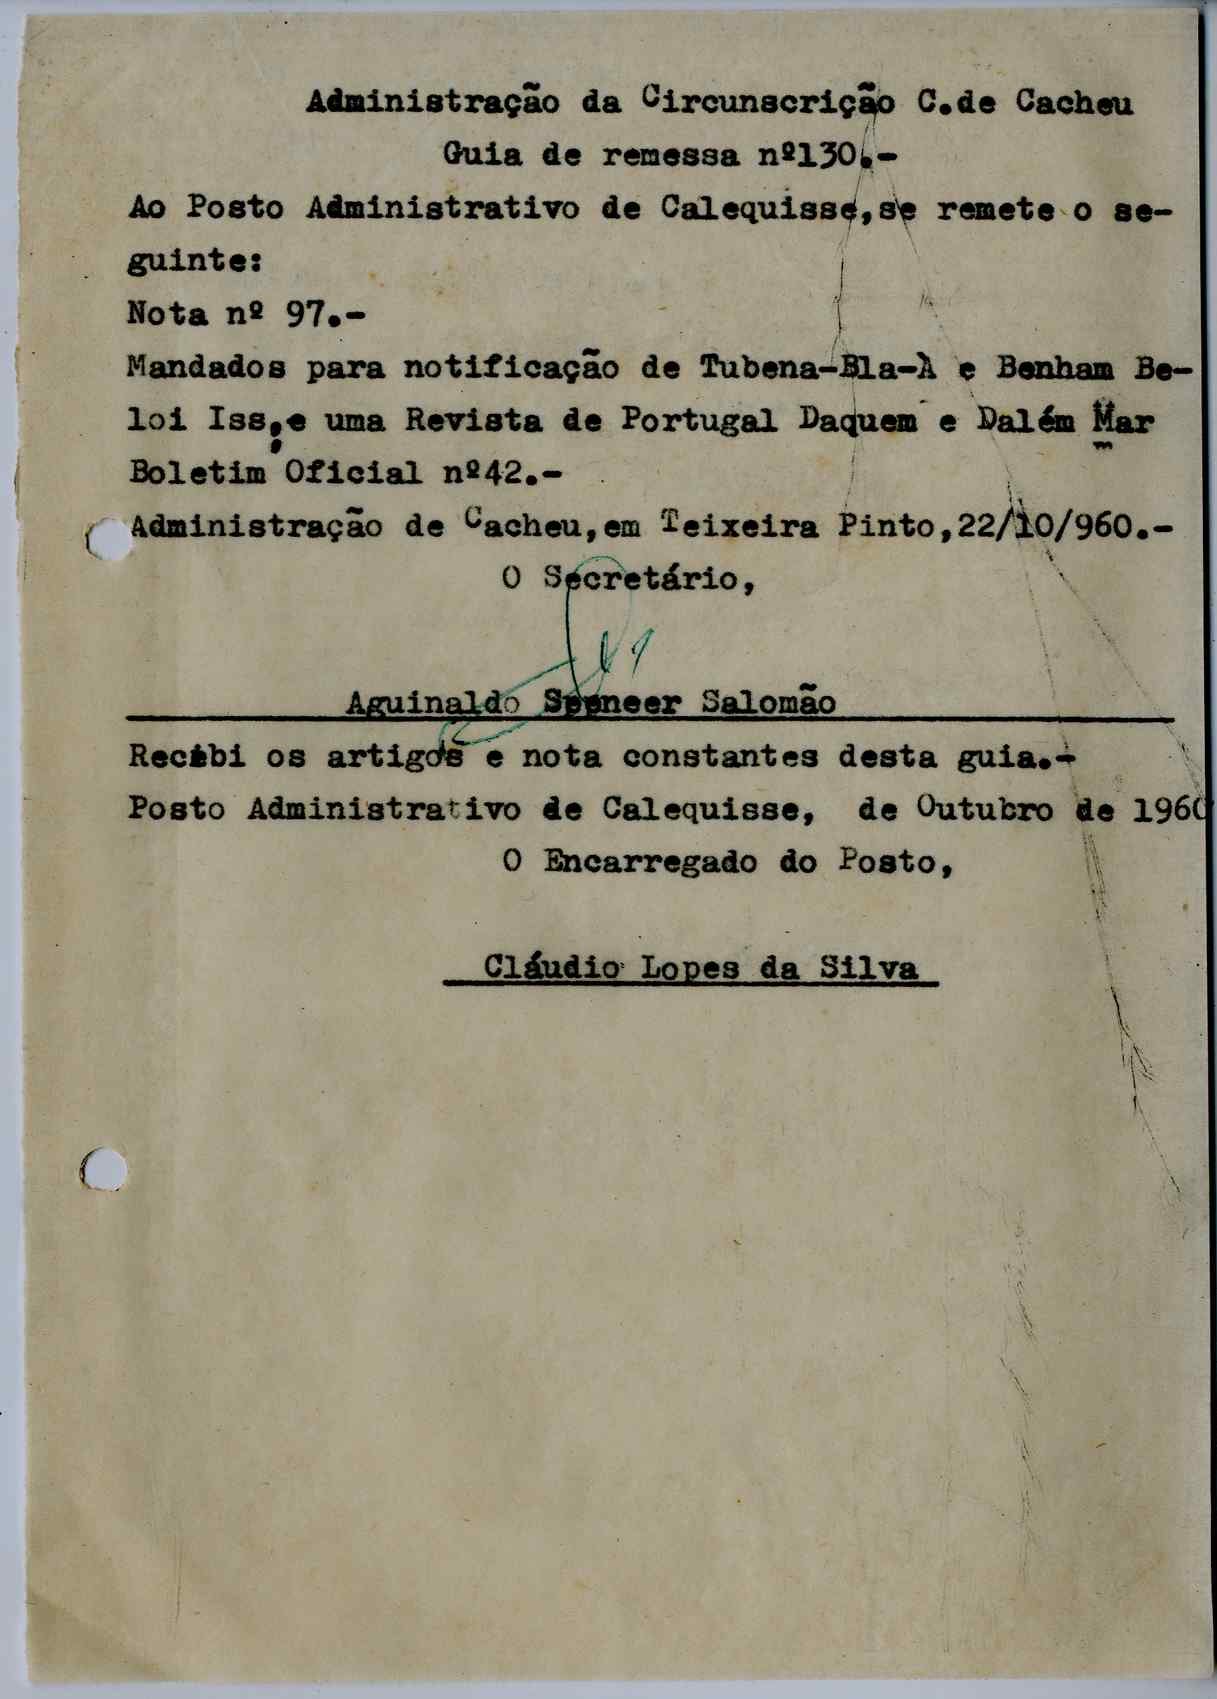 Administração da Circunscrição C.de Cacheu
Guia de remessa nº130.-
Ao Posto Administrativo de Calequisse,se remete o se-
guinte:
Nota nº 97.-
Mandados para notificação de Tubena-Bla-À e Benham Be-
loi Iss,e uma Revista de Portugal Daquem e Dalém Mar
Boletim Oficial nº42.-
Administração de Cacheu,em Teixeira Pinto,22/10/960.-
O Secretário,
Aguinaldo Speneer Salomão
Recebi os artigos e nota constantes desta guia.-
Posto Administrativo de Calequisse, de Outubro de 1960
O Encarregado do Posto,
Cláudio Lopes da Silva